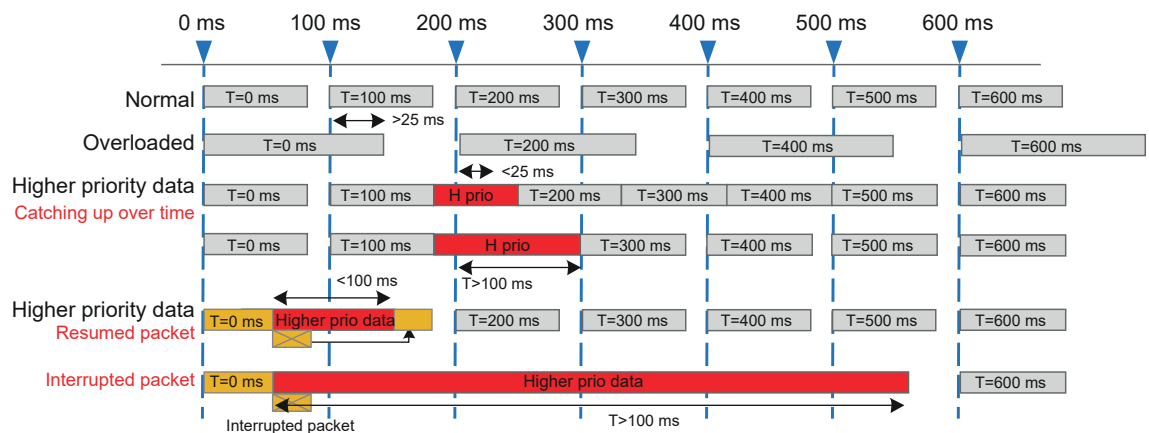 0 ms 100 ms 200 ms 300 ms 400 ms 500 ms 600 ms
Normal T=0 ms T=100 ms T=200 ms T=300 ms T=400 ms T=500 ms T=600 ms
>25 ms
Overloaded T=0 ms T=200 ms T=400 ms T=600 ms
<25 ms
Higher priority data T=0 ms T=100 ms H prio T=200 ms T=300 ms T=400 ms T=500 ms T=600 ms
Catching up over time
T=0 ms T=100 ms H prio T=300 ms T=400 ms T=500 ms T=600 ms
<100 ms T>100 ms
Higher priority data T=0 ms Higher prio data T=200 ms T=300 ms T=400 ms T=500 ms T=600 ms
Resumed packet
Interrupted packet T=0 ms Higher prio data T=600 ms
Interrupted packet T>100 ms